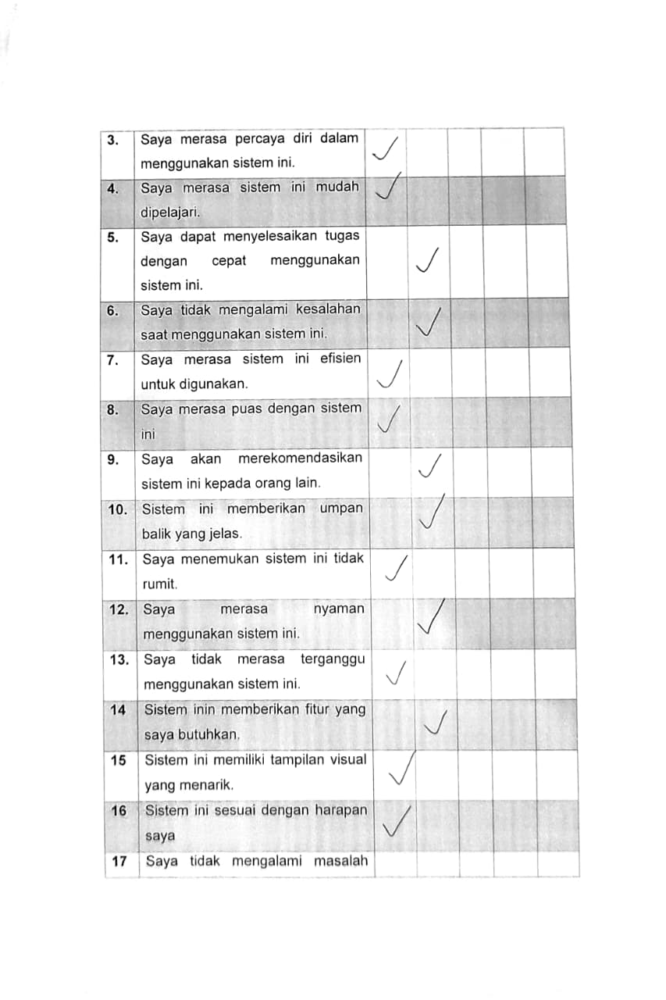 3. Saya merasa percaya diri dalam
menggunakan sistem ini.
4. Saya merasa sistem ini mudah
dipelajari.
5. Saya dapat menyelesaikan tugas
dengan cepat menggunakan
sistem ini.
6. Saya tidak mengalami kesalahan
saat menggunakan sistem ini.
7. Saya merasa sistem ini efisien
untuk digunakan.
8. Saya merasa puas dengan sistem
ini
9. Saya akan merekomendasikan
sistem ini kepada orang lain.
10. Sistem ini memberikan umpan
balik yang jelas.
11. Saya menemukan sistem ini tidak
rumit.
12. Saya merasa nyaman
menggunakan sistem ini.
13. Saya tidak merasa terganggu
menggunakan sistem ini.
14 Sistem inin memberikan fitur yang
saya butuhkan.
15 Sistem ini memiliki tampilan visual
yang menarik.
16 Sistem ini sesuai dengan harapan
saya
17 Saya tidak mengalami masalah